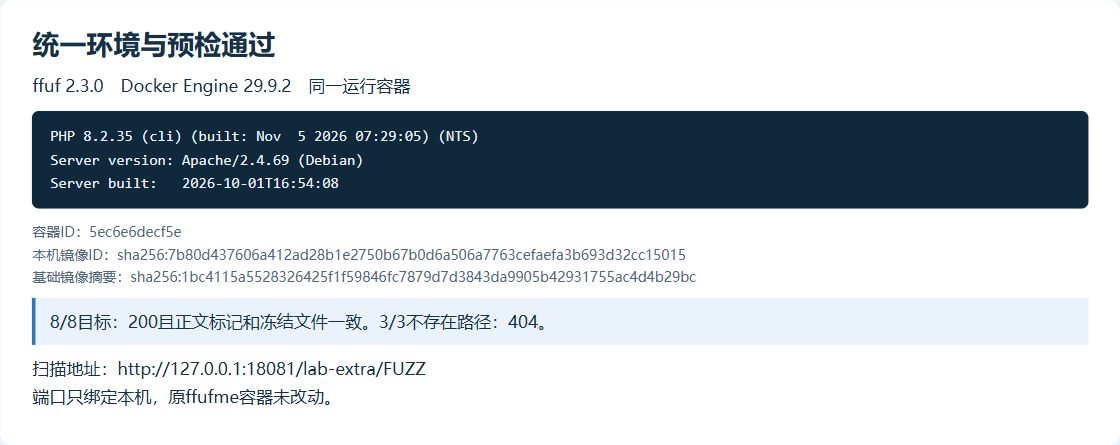 统一环境与预检通过
ffuf 2.3.0 Docker Engine 29.9.2 同一运行容器
PHP 8.2.35 (cli) (built: Nov  5 2026 07:29:05) (NTS)
Server version: Apache/2.4.69 (Debian)
Server built:   2026-10-01T16:54:08
容器ID：5ec6e6decf5e
本机镜像ID：sha256:7b80d437606a412ad28b1e2750b67b0d6a506a7763cefaefa3b693d32cc15015
基础镜像摘要：sha256:1bc4115a5528326425f1f59846fc7879d7d3843da9905b42931755ac4d4b29bc
8/8目标：200且正文标记和冻结文件一致。3/3不存在路径：404。
扫描地址：http://127.0.0.1:18081/lab-extra/FUZZ
端口只绑定本机，原ffufme容器未改动。